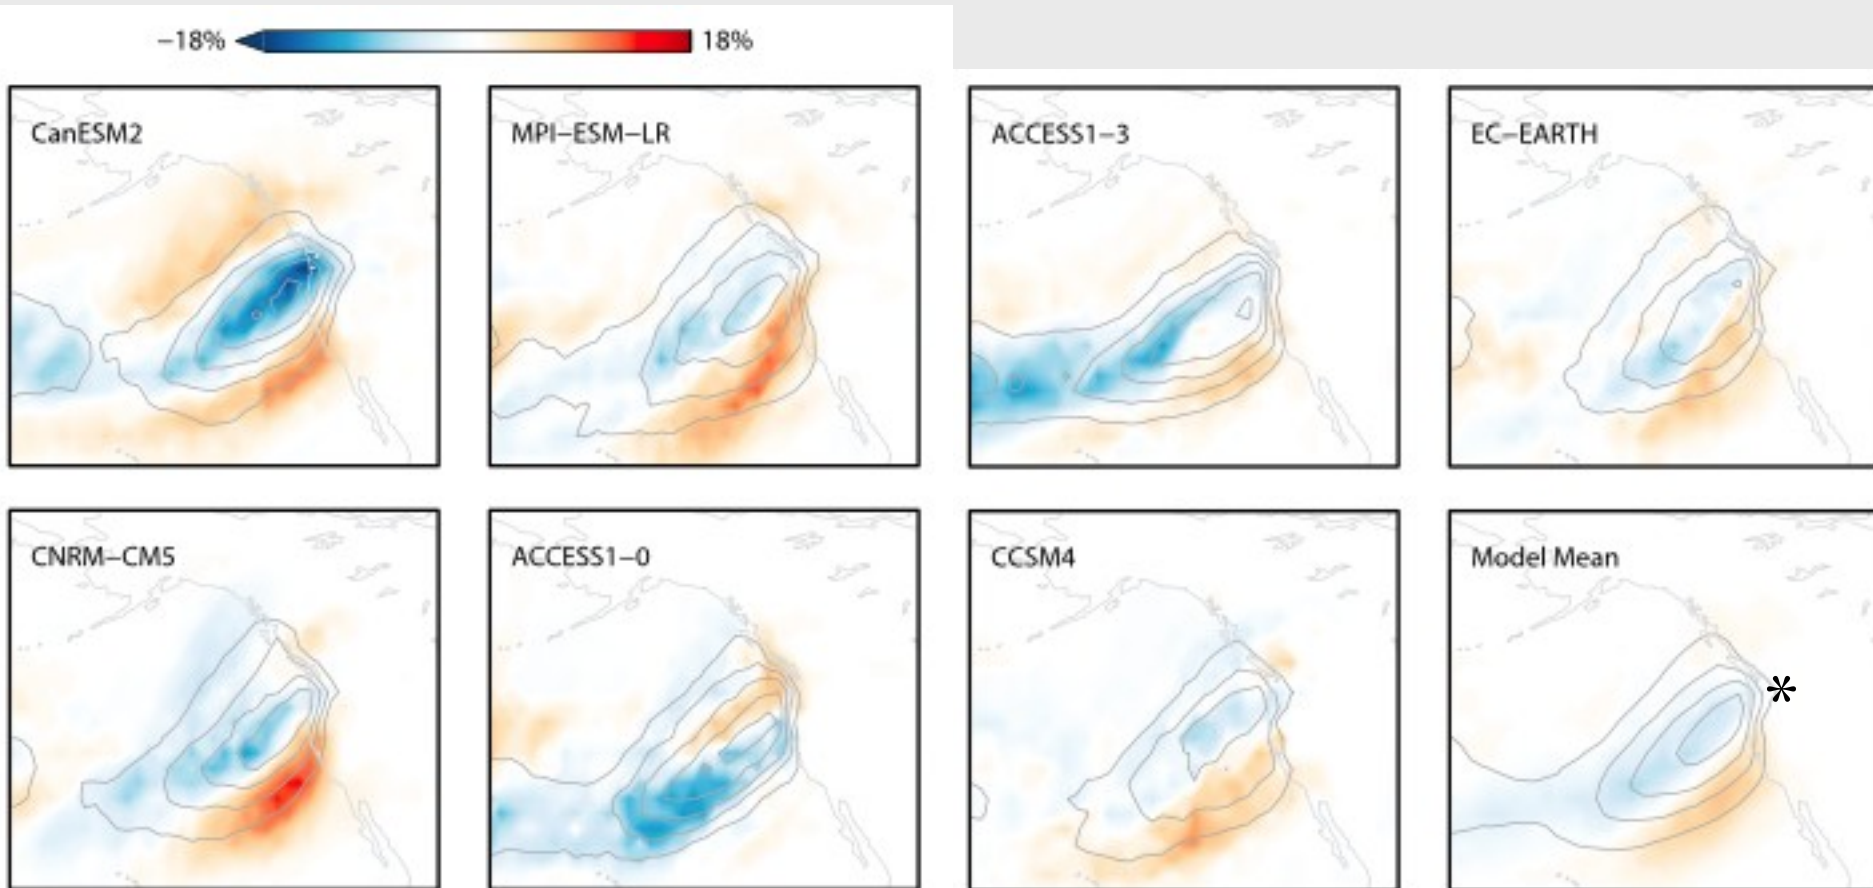 −18% 18%
CanESM2 MPI−ESM−LR ACCESS1−3 EC−EARTH
CNRM−CM5 ACCESS1−0 CCSM4 Model Mean
*